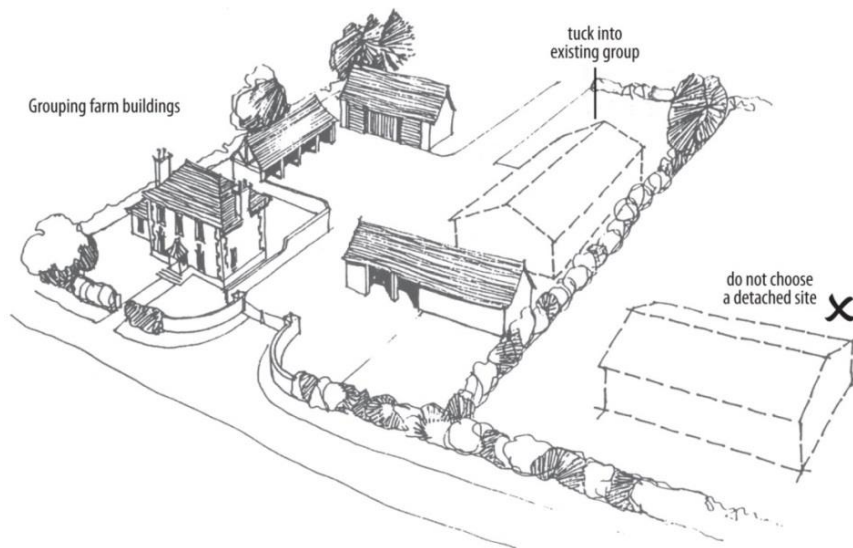 tuck into
existing group
Grouping farm buildings
do not choose
a detached site